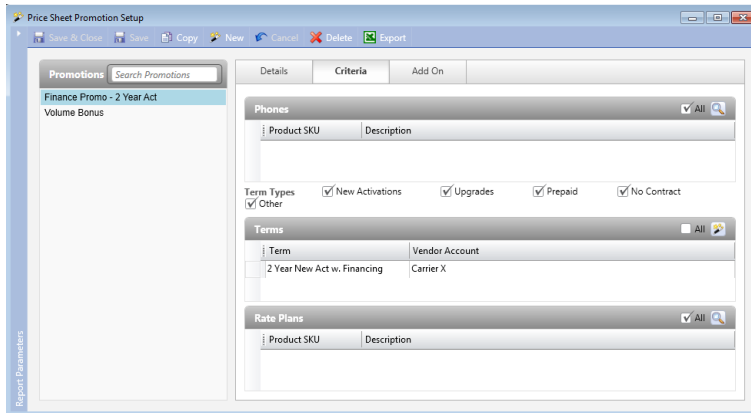 Price Sheet Promotion Setup
Save & Close Save Copy New Cancel Delete Export
Promotions Search Promotions
Finance Promo - 2 Year Act
Volume Bonus
Details Criteria Add On
Phones All
Product SKU Description
Term Types New Activations Upgrades Prepaid No Contract
Other
Terms All
Term Vendor Account
2 Year New Act w. Financing Carrier X
Rate Plans All
Product SKU Description
Report Parameters